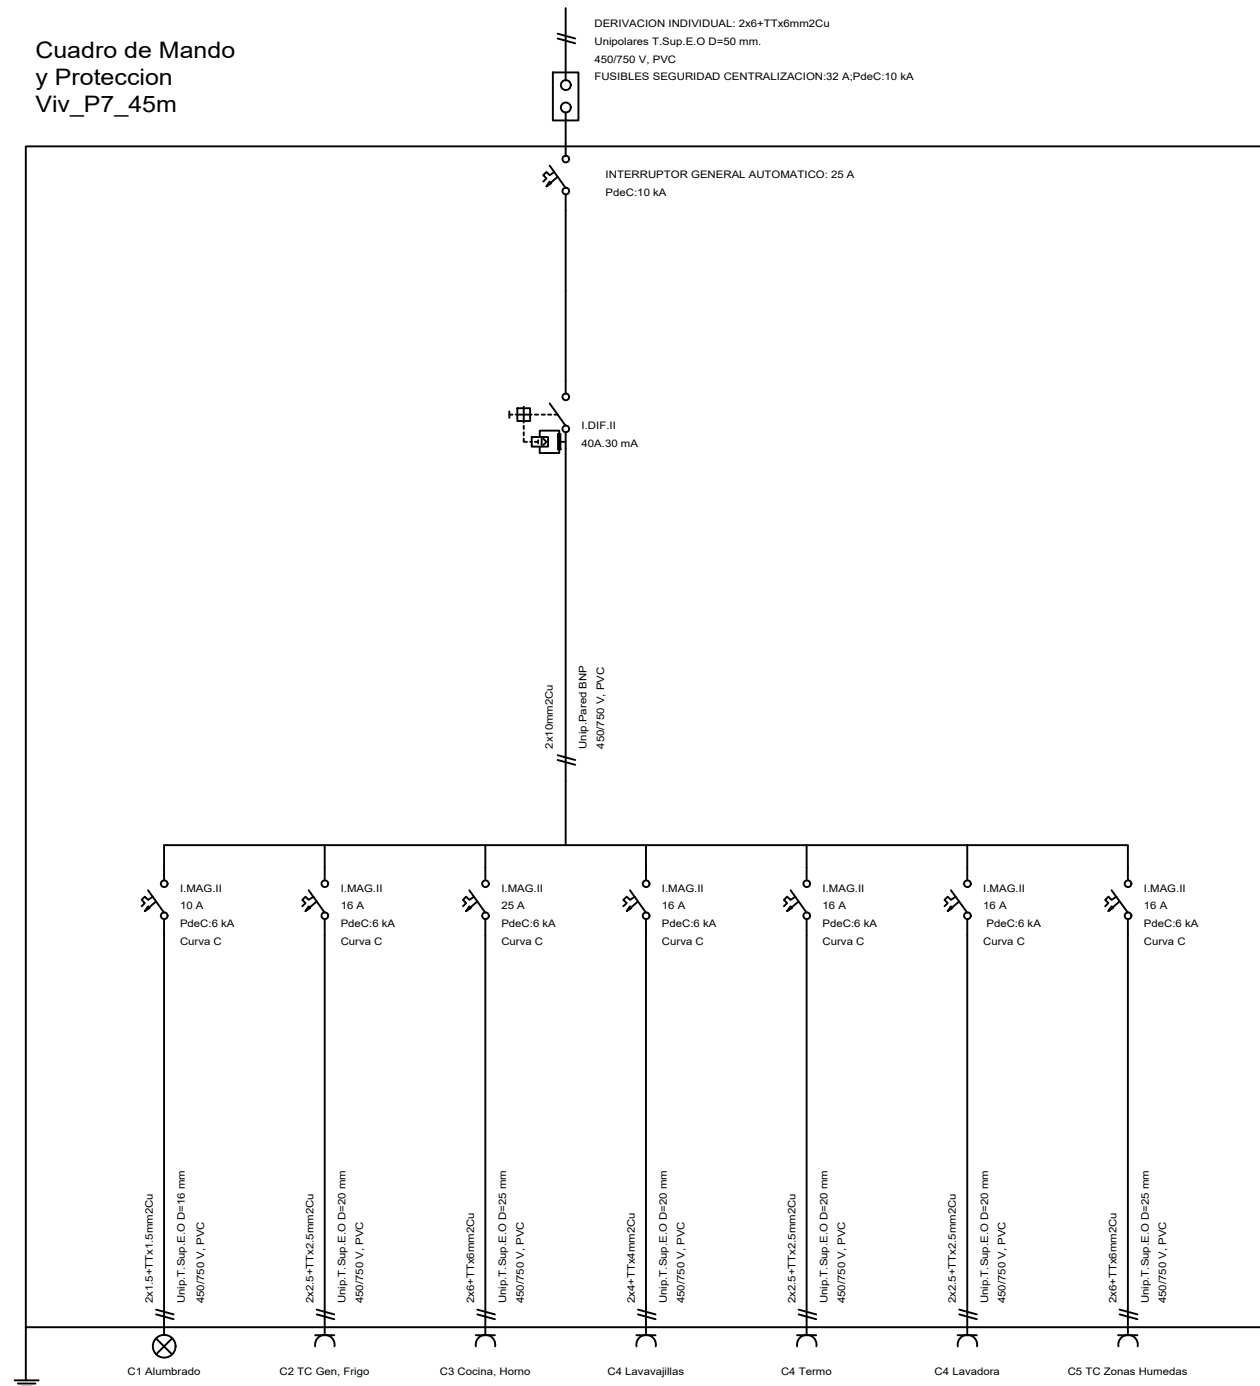 Cuadro de Mando
y Proteccion
Viv_P7_45m
DERIVACION INDIVIDUAL: 2x6+TTx6mm2Cu
Unipolares T.Sup.E.O D=50 mm.
450/750 V, PVC
FUSIBLES SEGURIDAD CENTRALIZACION:32 A;PdeC:10 kA
INTERRUPTOR GENERAL AUTOMATICO: 25 A
PdeC:10 kA
I.DIF.II
40A.30 mA
2x10mm2Cu
Unip.Pared BNP
450/750 V, PVC
I.MAG.II
10 A
PdeC:6 kA
Curva C
I.MAG.II
16 A
PdeC:6 kA
Curva C
I.MAG.II
25 A
PdeC:6 kA
Curva C
I.MAG.II
16 A
PdeC:6 kA
Curva C
I.MAG.II
16 A
PdeC:6 kA
Curva C
I.MAG.II
16 A
PdeC:6 kA
Curva C
I.MAG.II
16 A
PdeC:6 kA
Curva C
2x1.5+TTx1.5mm2Cu
Unip.T.Sup.E.O D=16 mm
450/750 V, PVC
2x2.5+TTx2.5mm2Cu
Unip.T.Sup.E.O D=20 mm
450/750 V, PVC
2x6+TTx6mm2Cu
Unip.T.Sup.E.O D=25 mm
450/750 V, PVC
2x4+TTx4mm2Cu
Unip.T.Sup.E.O D=20 mm
450/750 V, PVC
2x2.5+TTx2.5mm2Cu
Unip.T.Sup.E.O D=20 mm
450/750 V, PVC
2x2.5+TTx2.5mm2Cu
Unip.T.Sup.E.O D=20 mm
450/750 V, PVC
2x6+TTx6mm2Cu
Unip.T.Sup.E.O D=25 mm
450/750 V, PVC
C1 Alumbrado
C2 TC Gen, Frigo
C3 Cocina, Horno
C4 Lavavajillas
C4 Termo
C4 Lavadora
C5 TC Zonas Humedas